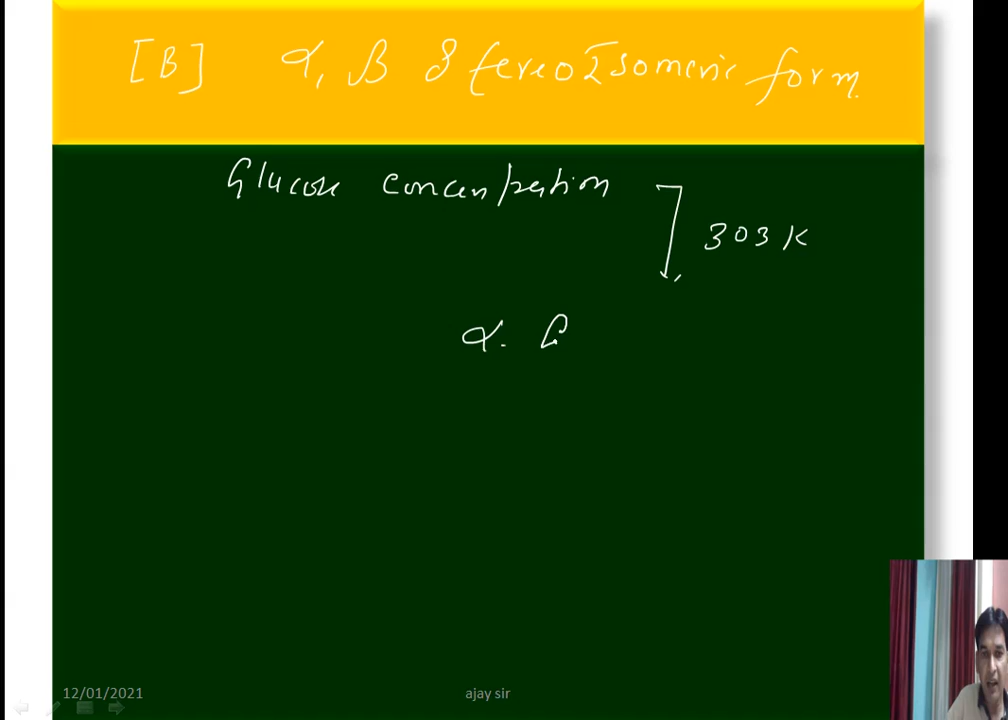 [B] α, β StereoIsomeric form
Glucose concentration
303 K
α. G
12/01/2021
ajay sir